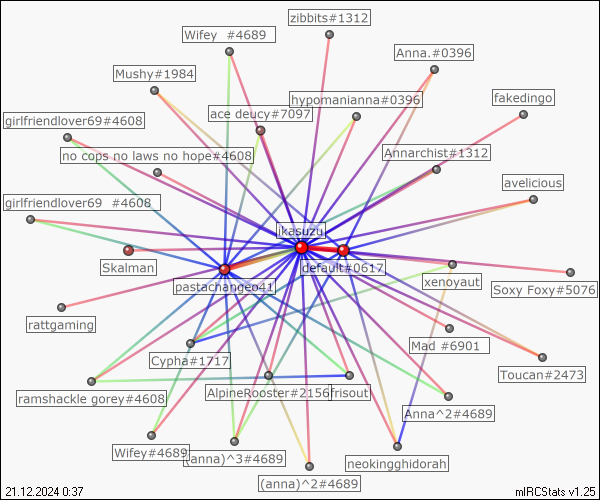 zibbits#1312
Wifey #4689
Anna.#0396
Mushy#1984
hypomanianna#0396
fakedingo
ace deucy#7097
girlfriendlover69#4608
no cops no laws no hope#4608
Annarchist#1312
avelicious
girlfriendlover69 #4608
ikasuzu
Skalman
default#0617
xenoyaut
pastachangeo41
Soxy Foxy#5076
rattgaming
Mad #6901
Cypha#1717
Toucan#2473
ramshackle gorey#4608
AlpineRooster#2156
frisout
Anna^2#4689
Wifey#4689
(anna)^3#4689
neokingghidorah
(anna)^2#4689
21.12.2024 0:37
mIRCStats v1.25